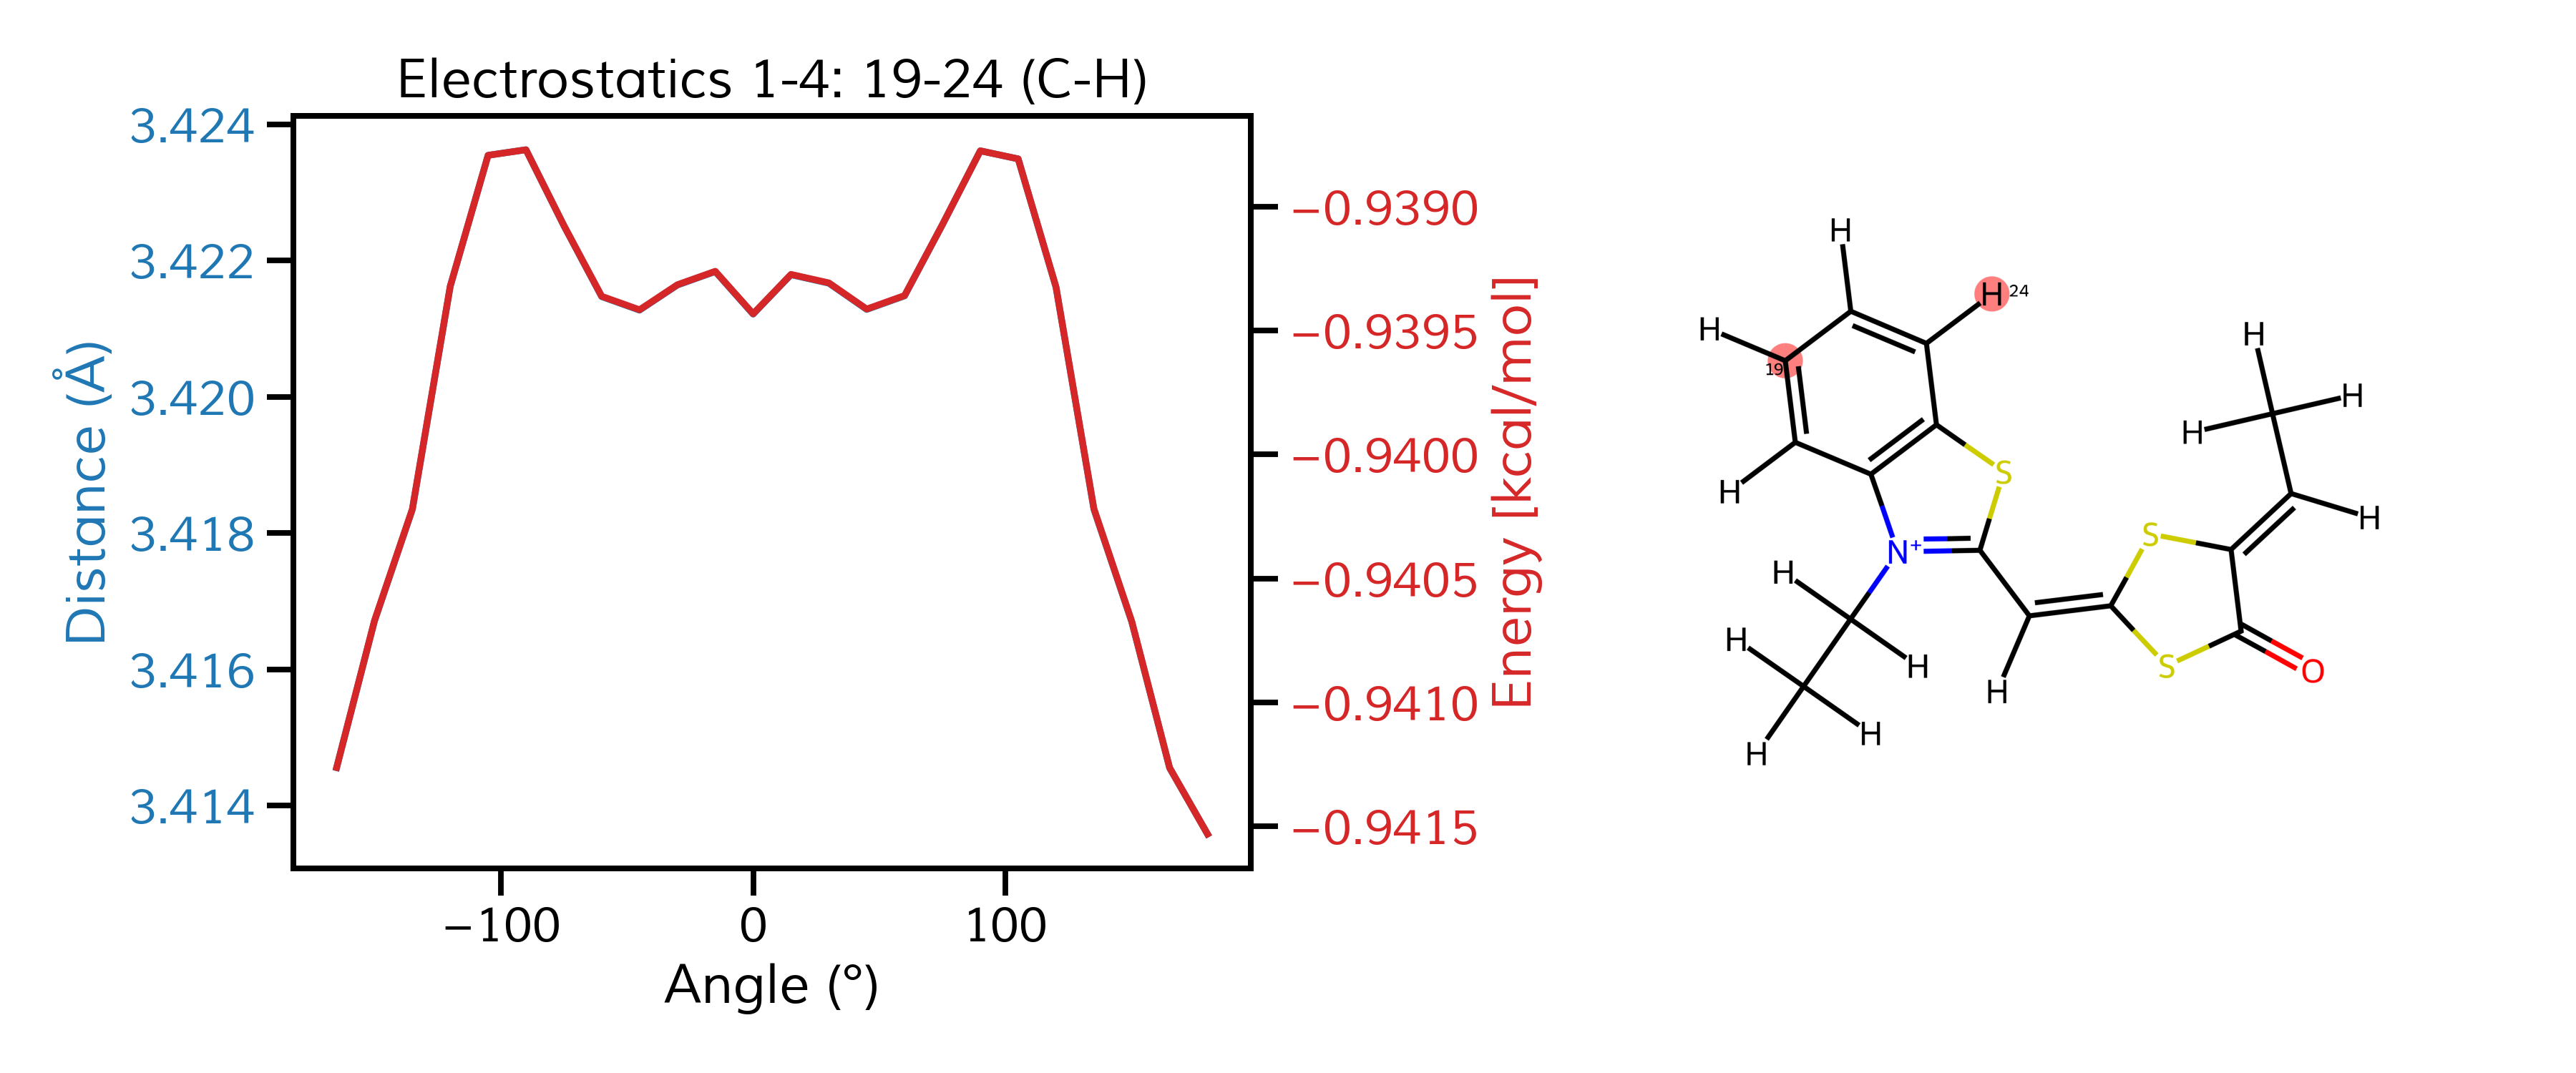 Electrostatics 1-4: 19-24 (C-H)
Distance (Å)
3.424
3.422
3.420
3.418
3.416
3.414
−0.9390
−0.9395
−0.9400
−0.9405
−0.9410
−0.9415
Energy [kcal/mol]
−100 0 100
Angle (°)
H
H 24
H
H
19
H
H
S
H
H
S
N+
H
H
H
S
O
H
H
H